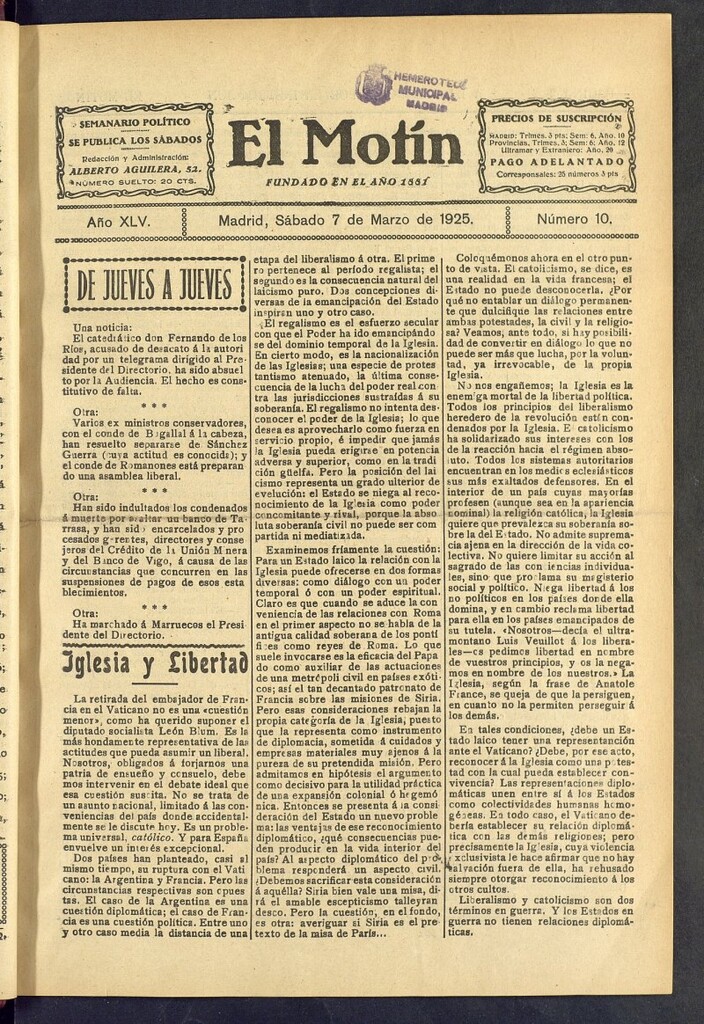 HEMEROTECA
MUNICIPAL
MADRID
SEMANARIO POLÍTICO
SE PUBLICA LOS SÁBADOS
Redacción y Administración:
ALBERTO AGUILERA, 52.
NÚMERO SUELTO: 20 CTS.
El Motín
FUNDADO EN EL AÑO 1881
PRECIOS DE SUSCRIPCIÓN
MADRID: Trimes. 3 pts; Sem: 6, Año. 10
Provincias, Trimes, 3; Sem: 6; Año. 12
Ultramar y Extranjero: Año, 20
PAGO ADELANTADO
Corresponsales: 25 números 3 pts
Año XLV.
Madrid, Sábado 7 de Marzo de 1925.
Número 10.
DE JUEVES A JUEVES
Una noticia:
El catedrático don Fernando de los
Ríos, acusado de desacato á la autori
dad por un telegrama dirigido al Pre
sidente del Directorio, ha sido absuel
to por la Audiencia. El hecho es cons
titutivo de falta.
* * *
Otra:
Varios ex ministros conservadores,
con el conde de Bugallal á la cabeza,
han resuelto separarse de Sánchez
Guerra (cuya actitud es conocida); y
el conde de Romanones está preparan
do una asamblea liberal.
* * *
Otra:
Han sido indultados los condenados
á muerte por asaltar un banco de Ta-
rrasa, y han sido encarcelados y pro
cesados gerentes, directores y conse
jeros del Crédito de la Unión Minera
y del Banco de Vigo, á causa de las
circunstancias que concurren en las
suspensiones de pagos de esos esta
blecimientos.
* * *
Otra:
Ha marchado á Marruecos el Presi
dente del Directorio.
Iglesia y Libertad
La retirada del embajador de Fran-
cia en el Vaticano no es una «cuestión
menor», como ha querido suponer el
diputado socialista León Blum. Es la
más hondamente representativa de las
actitudes que pueda asumir un liberal.
Nosotros, obligados á forjarnos una
patria de ensueño y consuelo, debe
mos intervenir en el debate ideal que
esa cuestión suscita. No se trata de
un asunto nacional, limitado á las con-
veniencias del país donde accidental-
mente se le discute hoy. Es un proble-
ma universal, católico. Y para España
envuelve un interés excepcional.
Dos países han planteado, casi al
mismo tiempo, su ruptura con el Vati
cano: la Argentina y Francia. Pero las
circunstancias respectivas son opues
tas. El caso de la Argentina es una
cuestión diplomática; el caso de Fran-
cia es una cuestión política. Entre uno
y otro caso media la distancia de una
etapa del liberalismo á otra. El prime
ro pertenece al período regalista; el
segundo es la consecuencia natural del
laicismo puro. Dos concepciones di-
versas de la emancipación del Estado
inspiran uno y otro caso.
El regalismo es el esfuerzo secular
con que el Poder ha ido emancipándo-
se del dominio temporal de la Iglesia.
En cierto modo, es la nacionalización
de las Iglesias; una especie de protes
tantismo atenuado, la última conse-
cuencia de la lucha del poder real con
tra las jurisdicciones sustraídas á su
soberanía. El regalismo no intenta des-
conocer el poder de la Iglesia; lo que
desea es aprovecharlo como fuerza en
servicio propio, é impedir que jamás
la Iglesia pueda erigirse en potencia
adversa y superior, como en la tradi
ción güelfa. Pero la posición del lai
cismo representa un grado ulterior de
evolución: el Estado se niega al reco-
nocimiento de la Iglesia como poder
concomitante y rival, porque la abso
luta soberanía civil no puede ser com
partida ni mediatizada.
Examinemos fríamente la cuestión:
Para un Estado laico la relación con la
Iglesia puede ofrecerse en dos formas
diversas: como diálogo con un poder
temporal ó con un poder espiritual.
Claro es que cuando se aduce la con
veniencia de las relaciones con Roma
en el primer aspecto no se habla de la
antigua calidad soberana de los pontí
fices como reyes de Roma. Lo que
suele invocarse es la eficacia del Papa
do como auxiliar de las actuaciones
de una metrópoli civil en países exóti-
cos; así el tan decantado patronato de
Francia sobre las misiones de Siria.
Pero esas consideraciones rebajan la
propia categoría de la Iglesia, puesto
que la representa como instrumento
de diplomacia, sometida á cuidados y
empresas materiales muy ajenos á la
pureza de su pretendida misión. Pero
admitamos en hipótesis el argumento
como decisivo para la utilidad práctica
de una expansión colonial ó hegemó
nica. Entonces se presenta á la consi
deración del Estado un nuevo proble
ma: las ventajas de ese reconocimiento
diplomático, ¿qué consecuencias pue-
den producir en la vida interior del
país? Al aspecto diplomático del pro
blema responderá un aspecto civil.
¿Debemos sacrificar esta consideración
á aquélla? Siria bien vale una misa, di-
rá el amable escepticismo talleyran
desco. Pero la cuestión, en el fondo,
es otra: averiguar si Siria es el pre
texto de la misa de París...
Coloquémonos ahora en el otro pun-
to de vista. El catolicismo, se dice, es
una realidad en la vida francesa; el
Estado no puede desconocerla. ¿Por
qué no entablar un diálogo permanen-
te que dulcifique las relaciones entre
ambas potestades, la civil y la religio-
sa? Veamos, ante todo, si hay posibili-
dad de convertir en diálogo lo que no
puede ser más que lucha, por la volun-
tad, ya irrevocable, de la propia
Iglesia.
No nos engañemos; la Iglesia es la
enemiga mortal de la libertad política.
Todos los principios del liberalismo
heredero de la revolución están con-
denados por la Iglesia. El catolicismo
ha solidarizado sus intereses con los
de la reacción hacia el régimen abso-
luto. Todos los sistemas autoritarios
encuentran en los medios eclesiásticos
sus más exaltados defensores. En el
interior de un país cuyas mayorías
profesen (aunque sea en la apariencia
nominal) la religión católica, la Iglesia
quiere que prevalezca su soberanía so-
bre la del Estado. No admite suprema-
cia ajena en la dirección de la vida co-
lectiva. No quiere limitar su acción al
sagrado de las conciencias individua-
les, sino que proclama su magisterio
social y político. Niega libertad á los
no políticos en los países donde ella
domina, y en cambio reclama libertad
para ella en los países emancipados de
su tutela. «Nosotros—decía el ultra-
montano Luis Veuillot á los libera-
les—os pedimos libertad en nombre
de vuestros principios, y os la nega-
mos en nombre de los nuestros.» La
Iglesia, según la frase de Anatole
France, se queja de que la persiguen,
en cuanto no la permiten perseguir á
los demás.
En tales condiciones, ¿debe un Es-
tado laico tener una representación
ante el Vaticano? ¿Debe, por ese acto,
reconocer á la Iglesia como una potes-
tad con la cual pueda establecer con-
vivencia? Las representaciones diplo-
máticas unen entre sí á los Estados
como colectividades humanas homo-
géneas. En todo caso, el Vaticano de-
bería establecer su relación diplomá-
tica con las demás religiones; pero
precisamente la Iglesia, cuya violencia
exclusivista le hace afirmar que no hay
salvación fuera de ella, ha rehusado
siempre otorgar reconocimiento á los
otros cultos.
Liberalismo y catolicismo son dos
términos en guerra. Y los Estados en
guerra no tienen relaciones diplomá-
ticas.